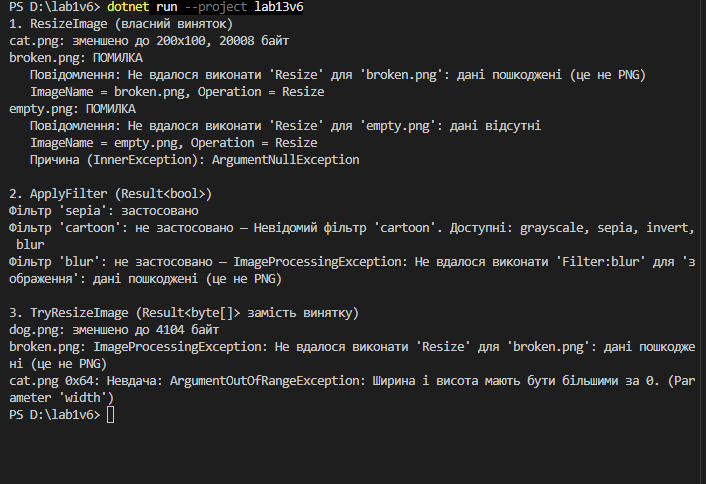 PS D:\lab1v6> dotnet run --project lab13v6
1. ResizeImage (власний виняток)
cat.png: зменшено до 200x100, 20008 байт
broken.png: ПОМИЛКА
Повідомлення: Не вдалося виконати 'Resize' для 'broken.png': дані пошкоджені (це не PNG)
ImageName = broken.png, Operation = Resize
empty.png: ПОМИЛКА
Повідомлення: Не вдалося виконати 'Resize' для 'empty.png': дані відсутні
ImageName = empty.png, Operation = Resize
Причина (InnerException): ArgumentNullException
2. ApplyFilter (Result<bool>)
Фільтр 'sepia': застосовано
Фільтр 'cartoon': не застосовано — Невідомий фільтр 'cartoon'. Доступні: grayscale, sepia, invert,
blur
Фільтр 'blur': не застосовано — ImageProcessingException: Не вдалося виконати 'Filter:blur' для 'з
ображення': дані пошкоджені (це не PNG)
3. TryResizeImage (Result<byte[]> замість винятку)
dog.png: зменшено до 4104 байт
broken.png: ImageProcessingException: Не вдалося виконати 'Resize' для 'broken.png': дані пошкодже
ні (це не PNG)
cat.png 0x64: Невдача: ArgumentOutOfRangeException: Ширина і висота мають бути більшими за 0. (Par
ameter 'width')
PS D:\lab1v6>